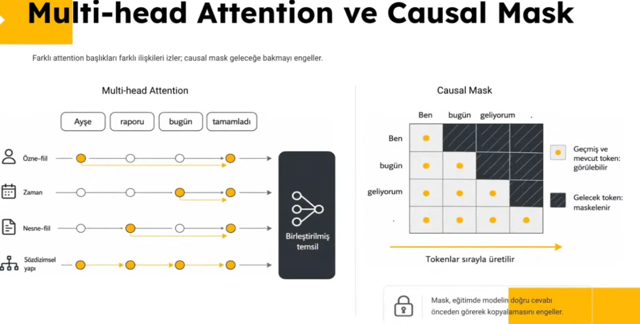 Multi-head Attention ve Causal Mask
Farklı attention başlıkları farklı ilişkileri izler; causal mask geleceğe bakmayı engeller.
Multi-head Attention
Ayşe raporu bugün tamamladı
Özne-fiil
Zaman
Nesne-fiil
Sözdizimsel
yapı
Birleştirilmiş
temsil
Causal Mask
Ben bugün geliyorum .
Ben
bugün
geliyorum
.
Geçmiş ve
mevcut token:
görülebilir
Gelecek token:
maskelenir
Tokenlar sırayla üretilir
Mask, eğitimde modelin doğru cevabı
önceden görerek kopyalamasını engeller.